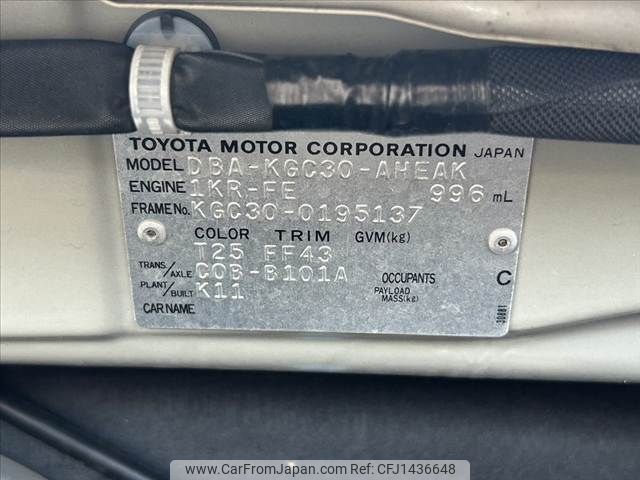 TOYOTA MOTOR CORPORATION JAPAN
MODEL DBA-KGC30-AHEAK
ENGINE 1KR-FE 996 mL
FRAME No. KGC30-0195137
COLOR TRIM GVM(kg)
T25 FF43
TRANS/AXLE C0B-B101A OCCUPANTS C
PLANT/BUILT K11 PAYLOAD MASS(kg)
CAR NAME
www.CarFromJapan.com - CFJ1436648